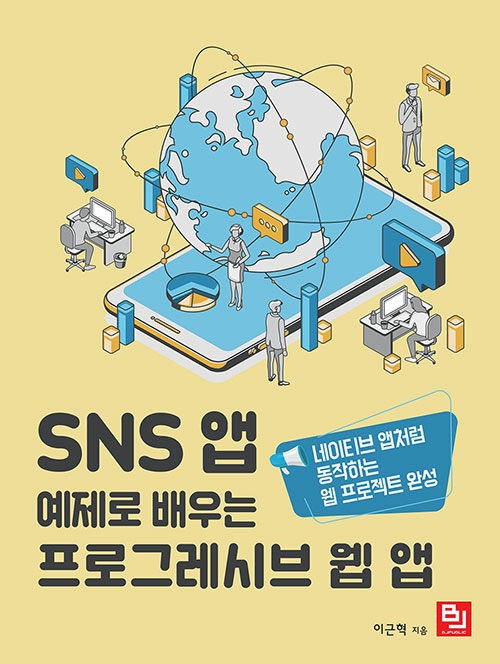 SNS 앱
예제로 배우는
프로그레시브 웹 앱
네이티브 앱처럼
동작하는
웹 프로젝트 완성
이근혁 지음
BJ
BJPUBLIC